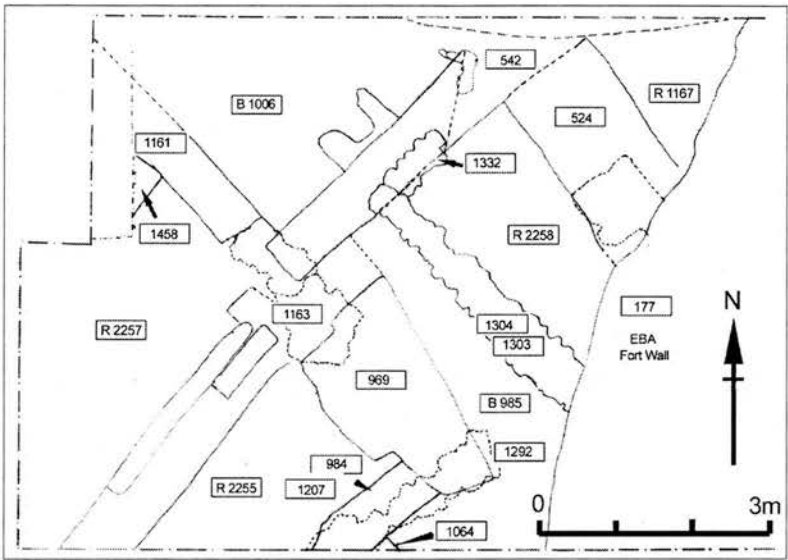 542
R 1167
B 1006
524
1161
1332
1458
R 2258
177
N
1163
R 2257
1304
EBA
1303
Fort Wall
969
B 985
1292
984
R 2255
1207
0
3m
1064